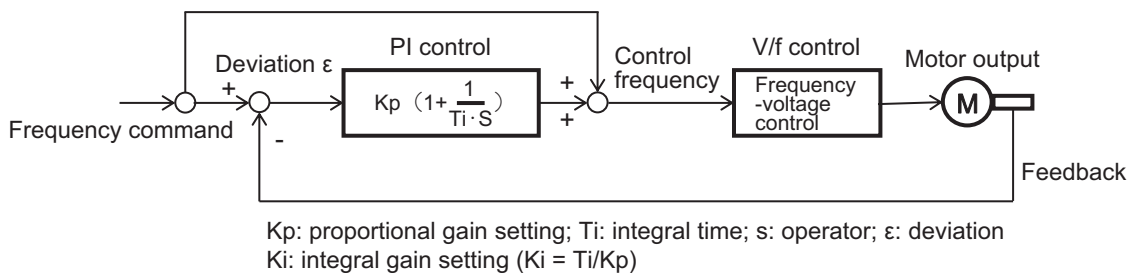 PI control
V/f control
Deviation ε
Control
frequency
Motor output
+
+
+
Kp (1+ 1
Ti · S )
Frequency
-voltage
control
M
Frequency command
-
Feedback
Kp: proportional gain setting; Ti: integral time; s: operator; ε: deviation
Ki: integral gain setting (Ki = Ti/Kp)